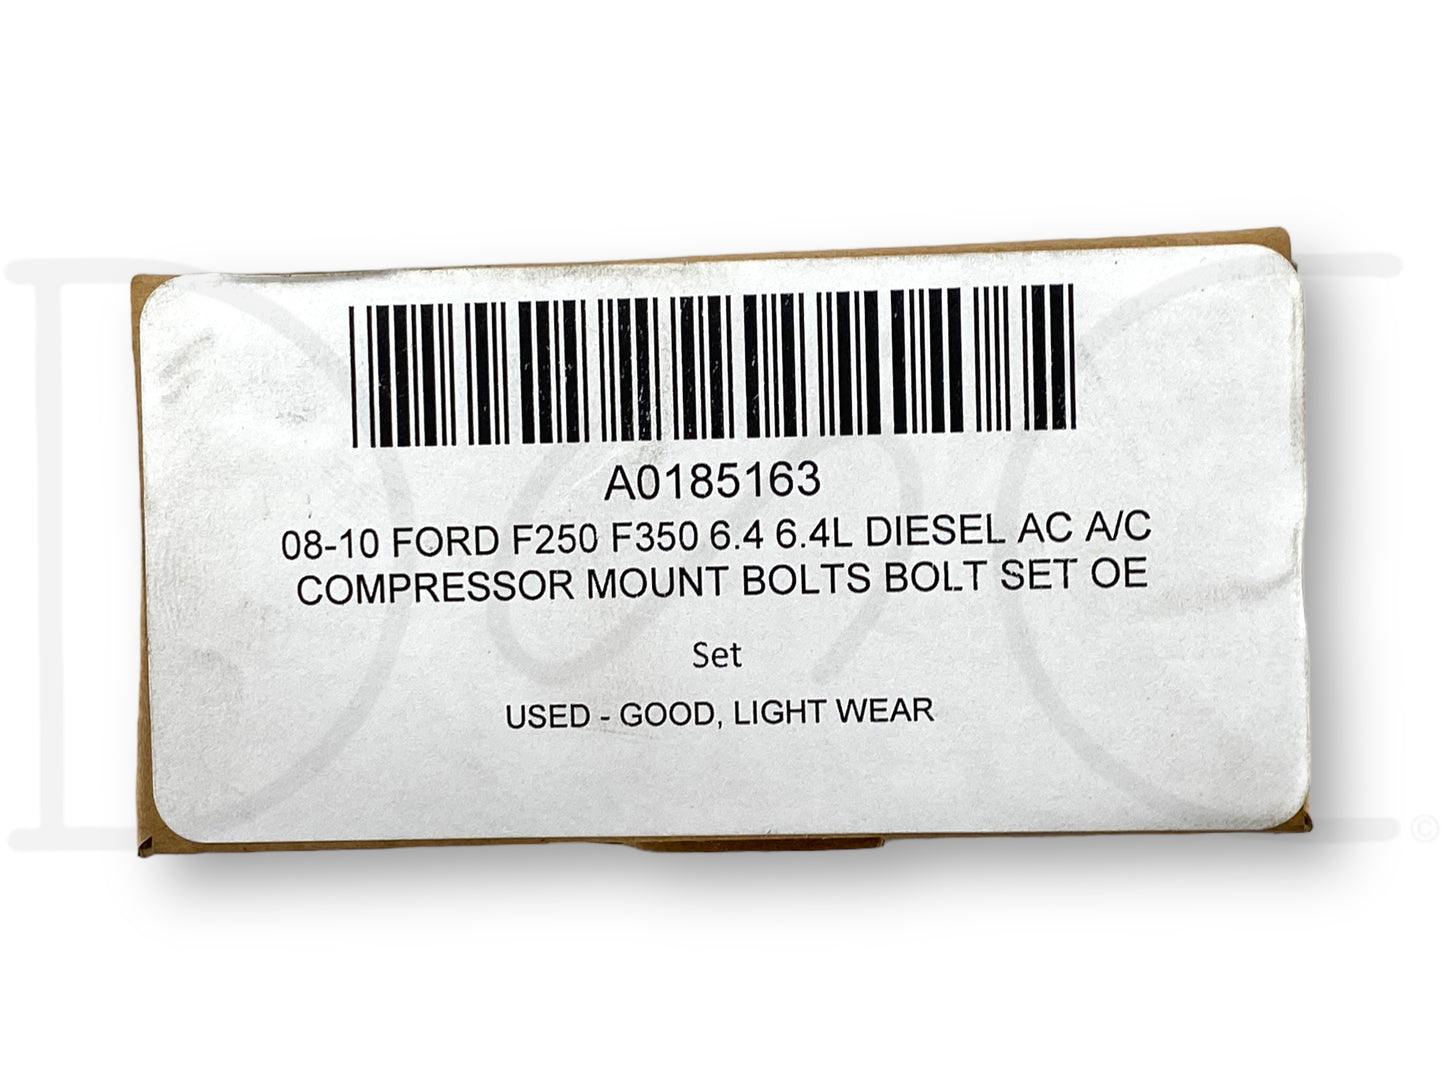 A0185163
08-10 FORD F250 F350 6.4 6.4L DIESEL AC A/C
COMPRESSOR MOUNT BOLTS BOLT SET OE
Set
USED - GOOD, LIGHT WEAR
©